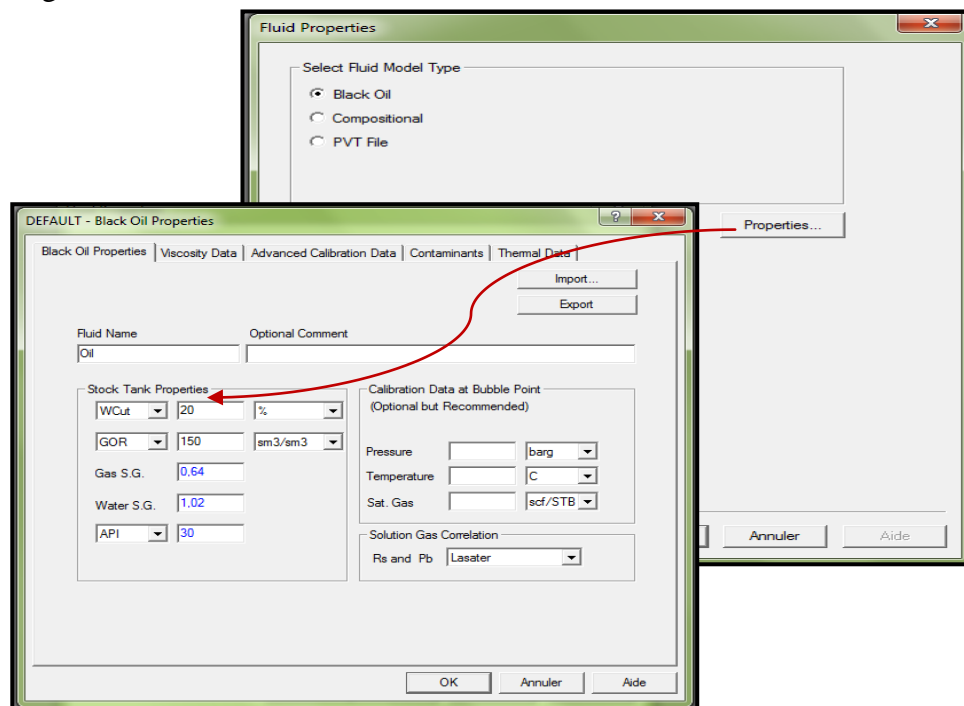 Fluid Properties
Select Fluid Model Type
Black Oil
Compositional
PVT File
Properties...
Annuler
Aide
DEFAULT - Black Oil Properties
Black Oil Properties
Viscosity Data
Advanced Calibration Data
Contaminants
Thermal Data
Import...
Export
Fluid Name
Optional Comment
Oil
Stock Tank Properties
WCut 20 %
GOR 150 sm3/sm3
Gas S.G. 0,64
Water S.G. 1,02
API 30
Calibration Data at Bubble Point
(Optional but Recommended)
Pressure barg
Temperature C
Sat. Gas scf/STB
Solution Gas Correlation
Rs and Pb Lasater
OK
Annuler
Aide